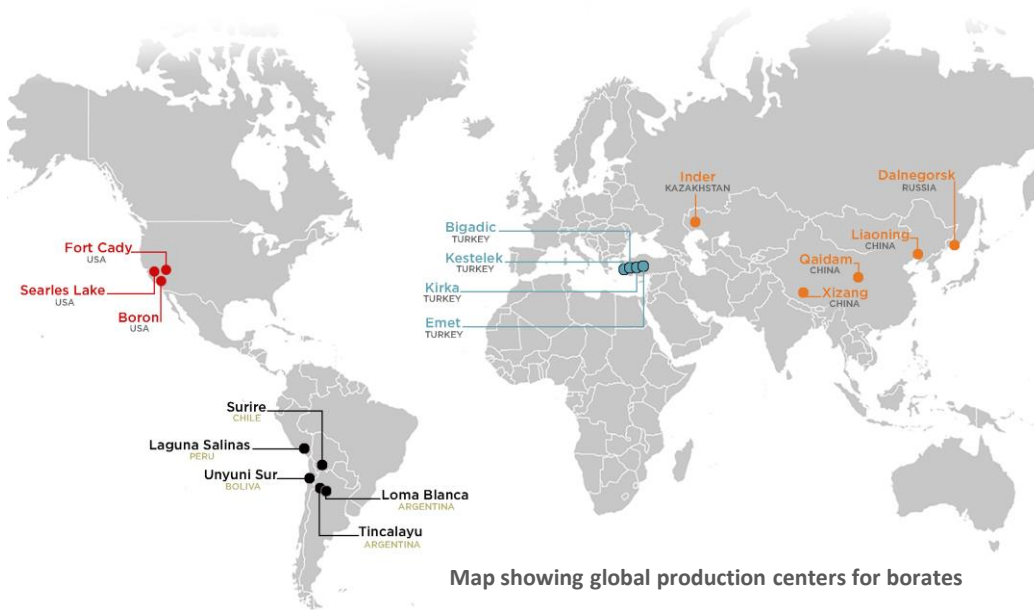 Fort Cady
USA
Searles Lake
USA
Boron
USA
Bigadic
TURKEY
Kestelek
TURKEY
Kirka
TURKEY
Emet
TURKEY
Inder
KAZAKHSTAN
Dalnegorsk
RUSSIA
Liaoning
CHINA
Qaidam
CHINA
Xizang
CHINA
Surire
CHILE
Laguna Salinas
PERU
Unyuni Sur
BOLIVA
Loma Blanca
ARGENTINA
Tincalayu
ARGENTINA
Map showing global production centers for borates